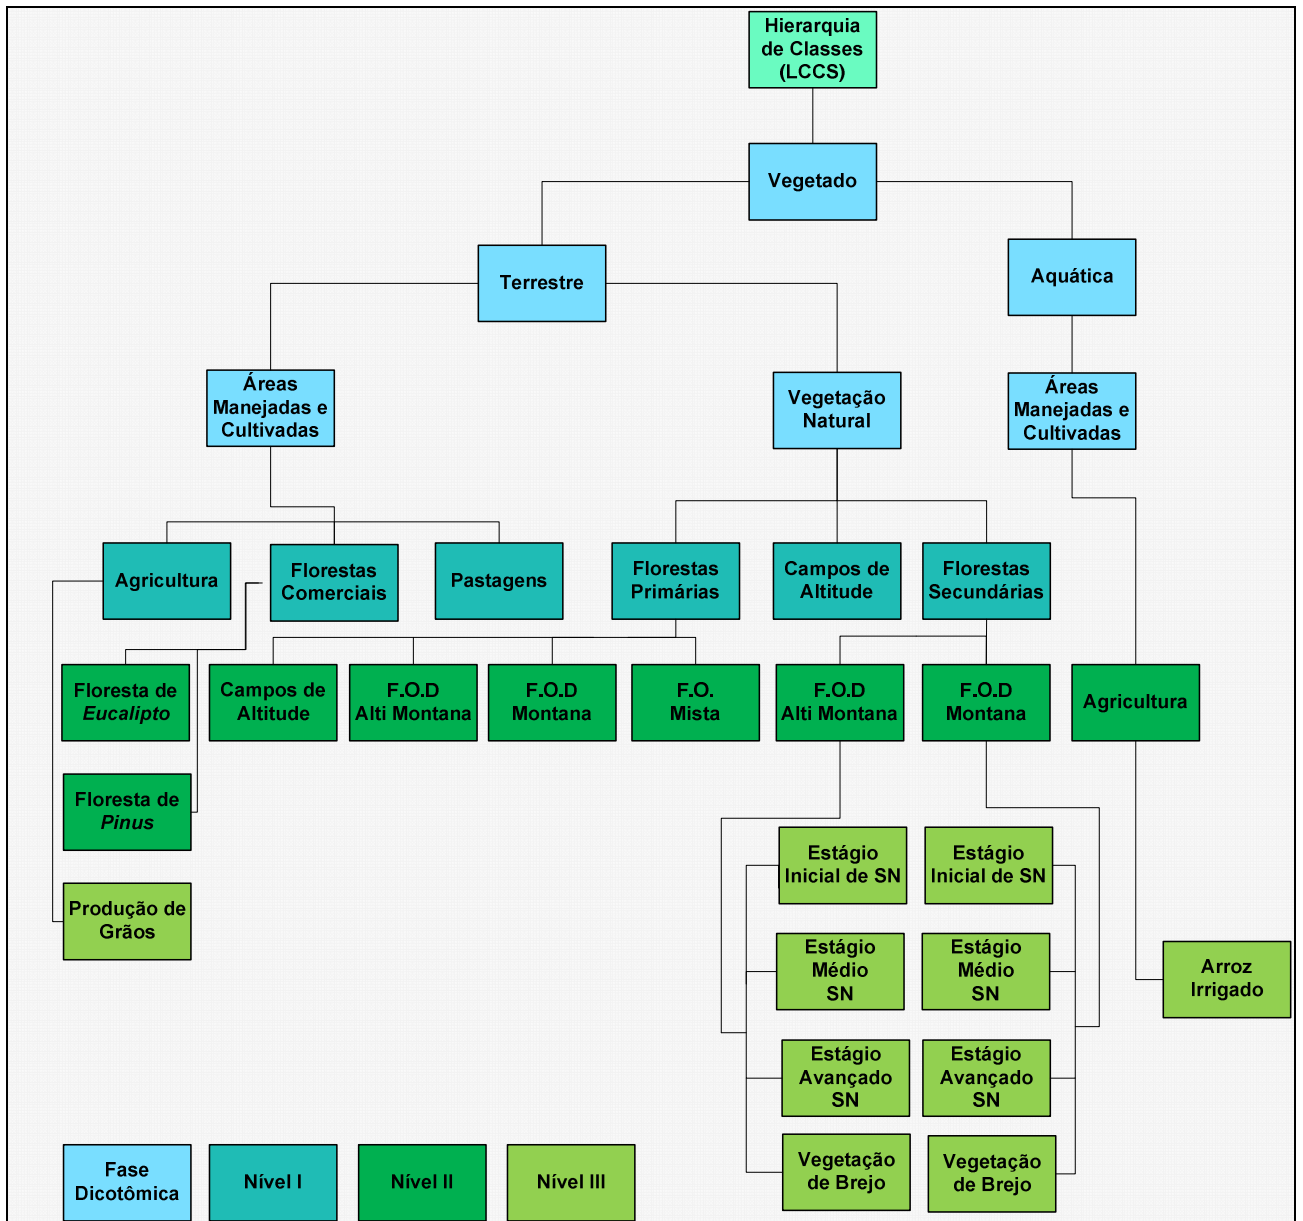 Hierarquia
de Classes
(LCCS)
Vegetado
Terrestre
Aquática
Áreas
Manejadas e
Cultivadas
Vegetação
Natural
Áreas
Manejadas e
Cultivadas
Agricultura
Florestas
Comerciais
Pastagens
Florestas
Primárias
Campos de
Altitude
Florestas
Secundárias
Floresta de
Eucalipto
Campos de
Altitude
F.O.D
Alti Montana
F.O.D
Montana
F.O.
Mista
F.O.D
Alti Montana
F.O.D
Montana
Agricultura
Floresta de
Pinus
Estágio
Inicial de SN
Estágio
Inicial de SN
Produção de
Grãos
Estágio
Médio
SN
Estágio
Médio
SN
Arroz
Irrigado
Estágio
Avançado
SN
Estágio
Avançado
SN
Vegetação
de Brejo
Vegetação
de Brejo
Fase
Dicotômica
Nível I
Nível II
Nível III